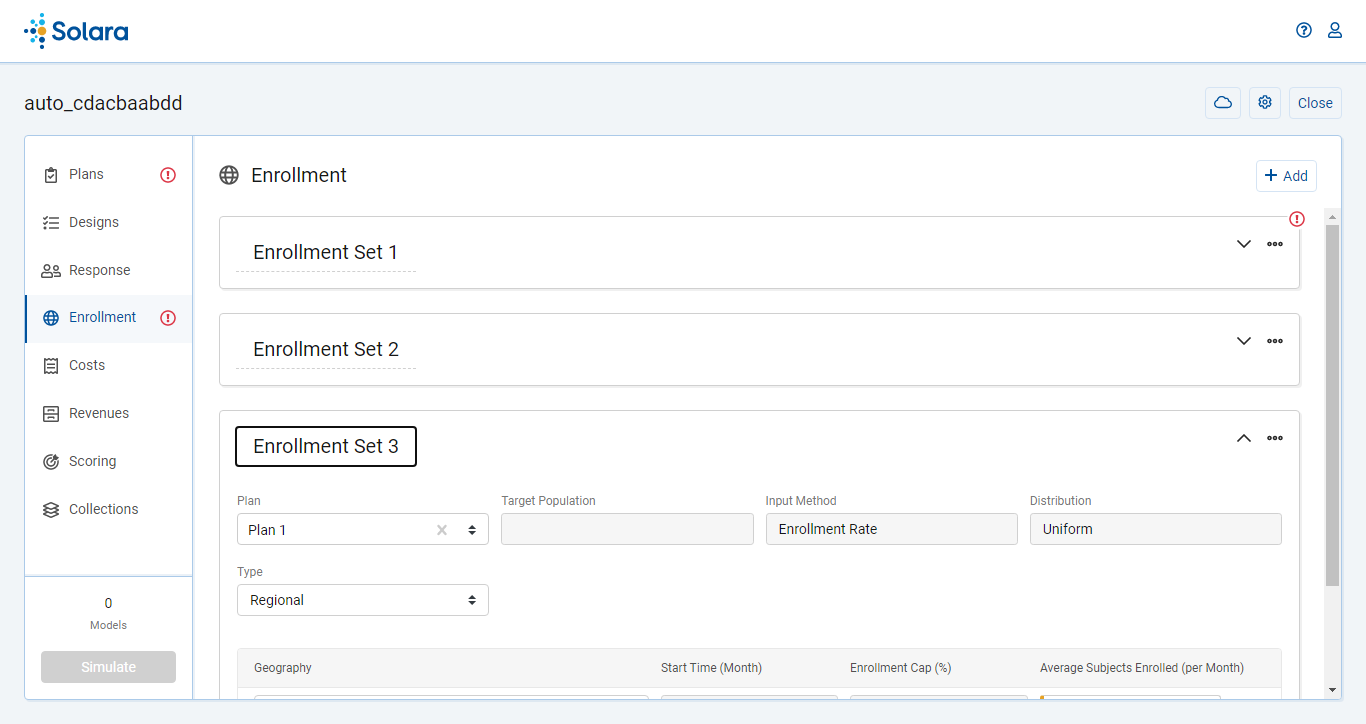 Solara
auto_cdacbaabdd
Close
Plans
Designs
Response
Enrollment
Costs
Revenues
Scoring
Collections
0
Models
Simulate
Enrollment
+ Add
Enrollment Set 1
Enrollment Set 2
Enrollment Set 3
Plan
Target Population
Input Method
Distribution
Plan 1
Enrollment Rate
Uniform
Type
Regional
Geography
Start Time (Month)
Enrollment Cap (%)
Average Subjects Enrolled (per Month)